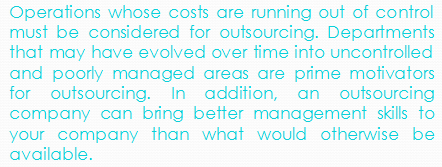 Operations whose costs are running out of control
must be considered for outsourcing. Departments
that may have evolved over time into uncontrolled
and poorly managed areas are prime motivators
for outsourcing. In addition, an outsourcing
company can bring better management skills to
your company than what would otherwise be
available.